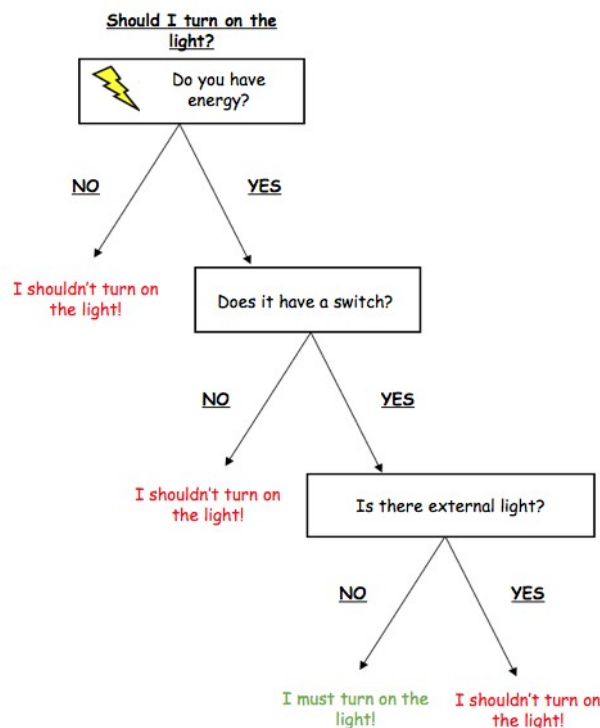 Should I turn on the
light?
Do you have
energy?
NO
YES
I shouldn't turn on
the light!
Does it have a switch?
NO
YES
I shouldn't turn on
the light!
Is there external light?
NO
YES
I must turn on the
light!
I shouldn't turn on
the light!